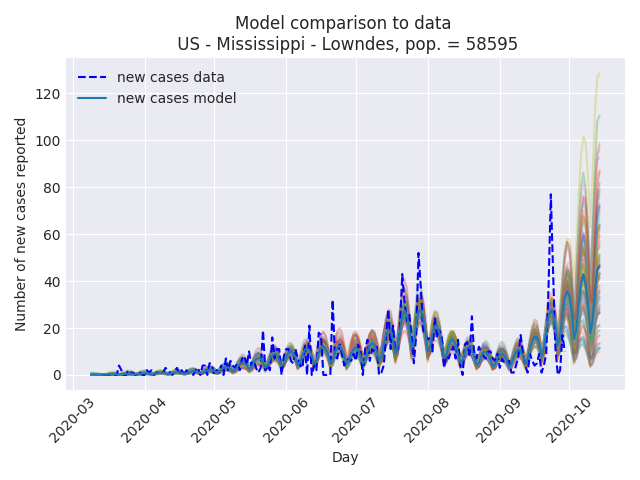 Model comparison to data
US - Mississippi - Lowndes, pop. = 58595
new cases data
new cases model
Number of new cases reported
120
100
80
60
40
20
0
2020-03
2020-04
2020-05
2020-06
2020-07
2020-08
2020-09
2020-10
Day